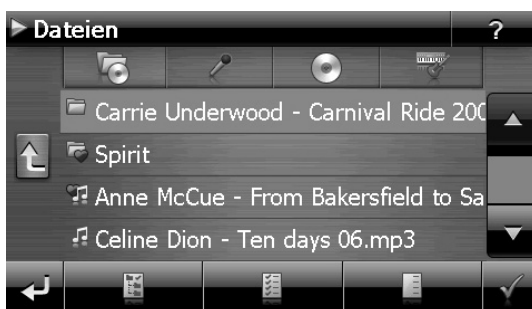 Dateien
?
Carrie Underwood - Carnival Ride 200
Spirit
Anne McCue - From Bakersfield to Sa
Celine Dion - Ten days 06.mp3